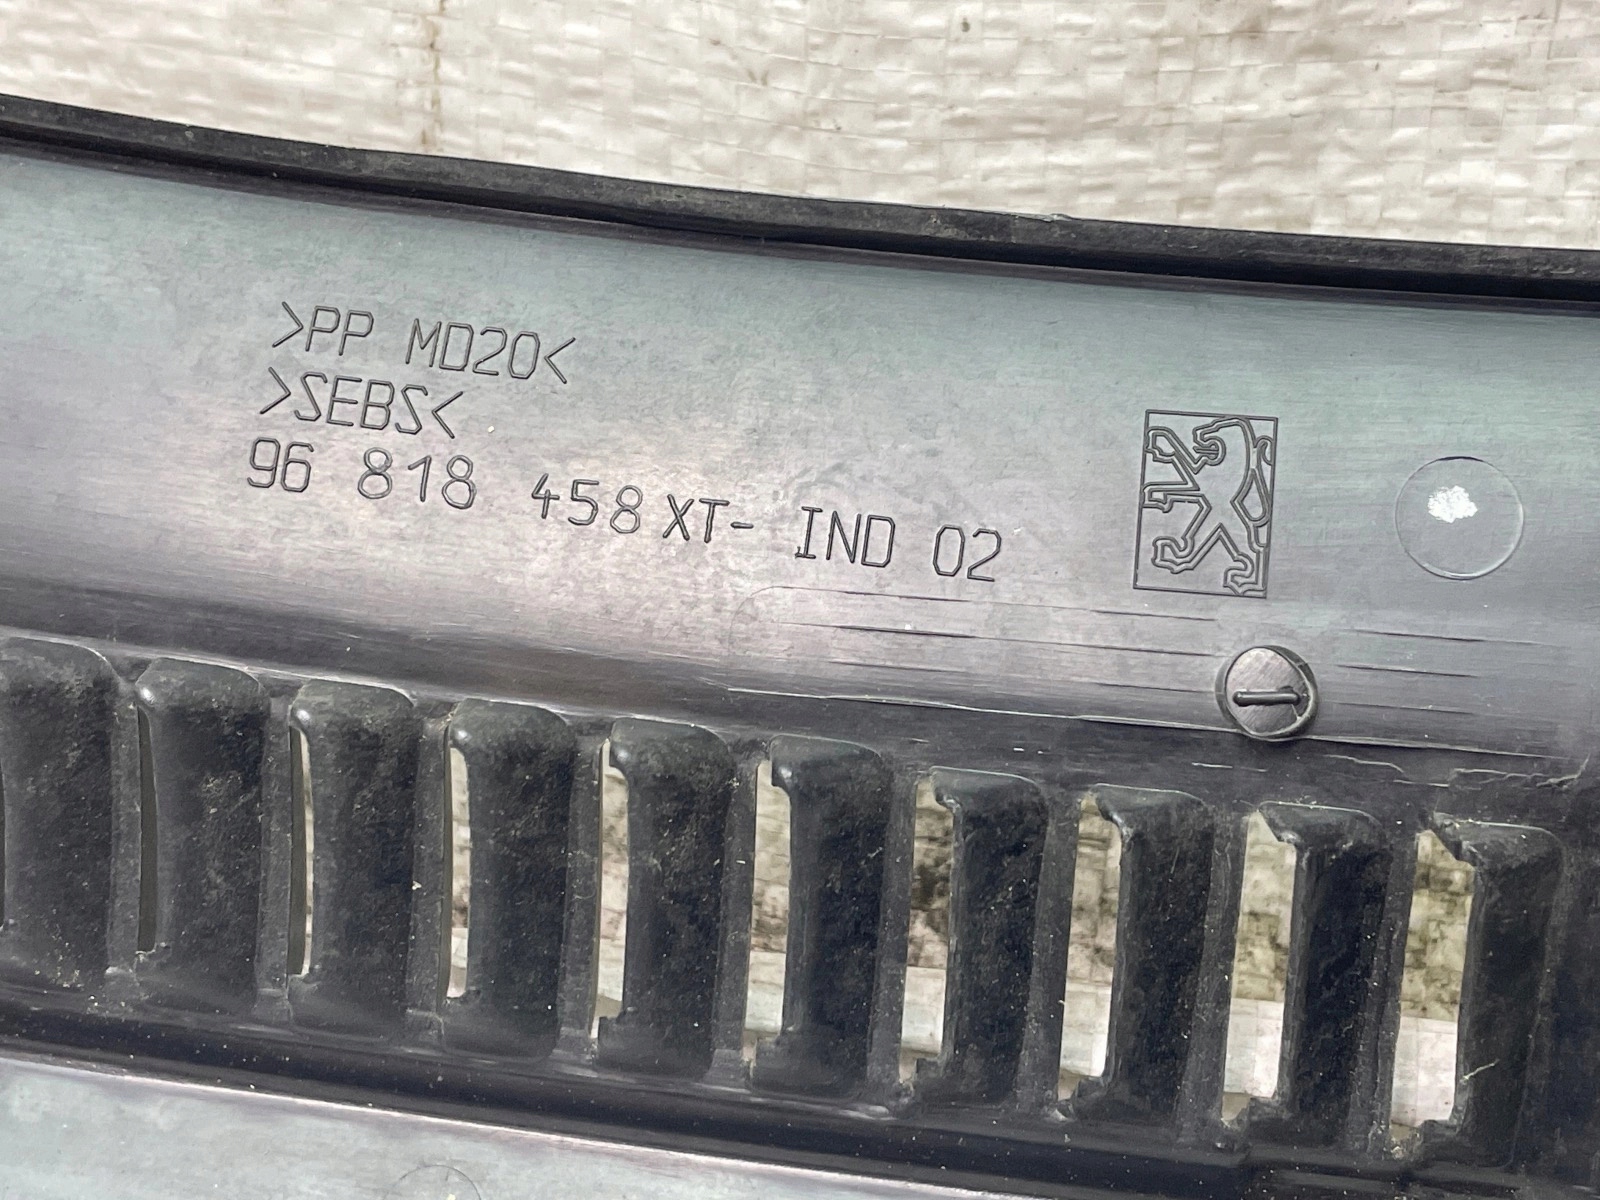 >PP MD20<
>SEBS<
96 818 458 XT- IND 02